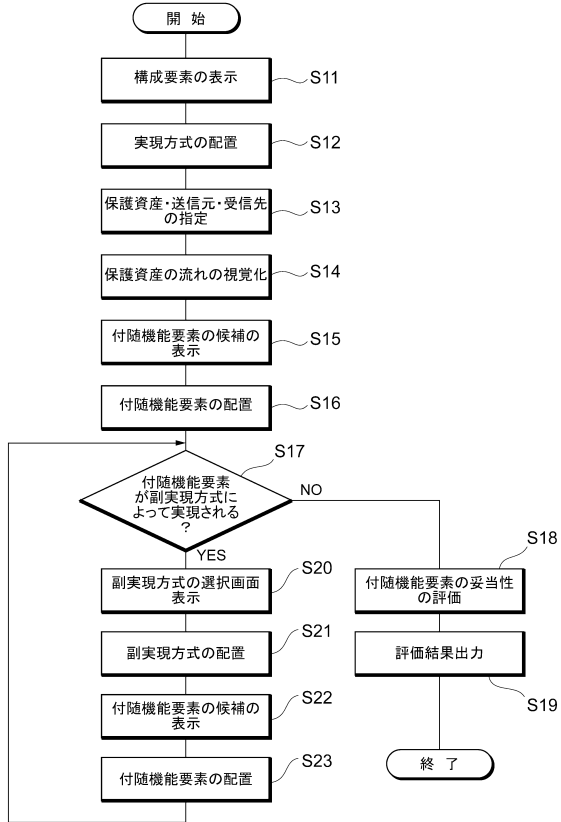 開 始
構成要素の表示
S11
実現方式の配置
S12
保護資産・送信元・受信先
の指定
S13
保護資産の流れの視覚化
S14
付随機能要素の候補の
表示
S15
付随機能要素の配置
S16
S17
付随機能要素
が副実現方式に
よって実現される
?
NO
YES
S18
付随機能要素の妥当性
の評価
評価結果出力
S19
終 了
S20
副実現方式の選択画面
表示
S21
副実現方式の配置
S22
付随機能要素の候補の
表示
S23
付随機能要素の配置